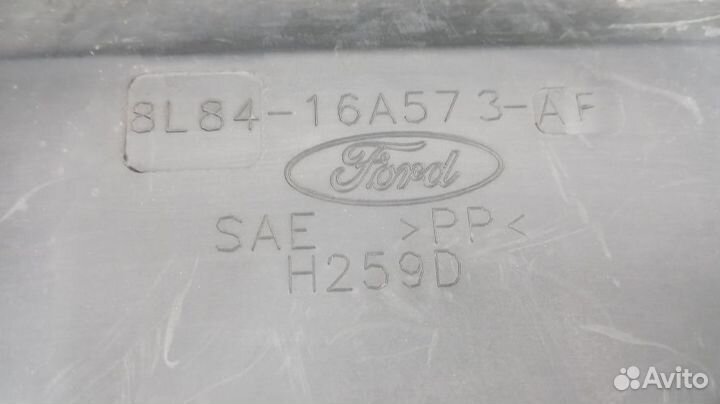 8L84-16A573-AF
Ford
SAE >PP<
H259D
Avito